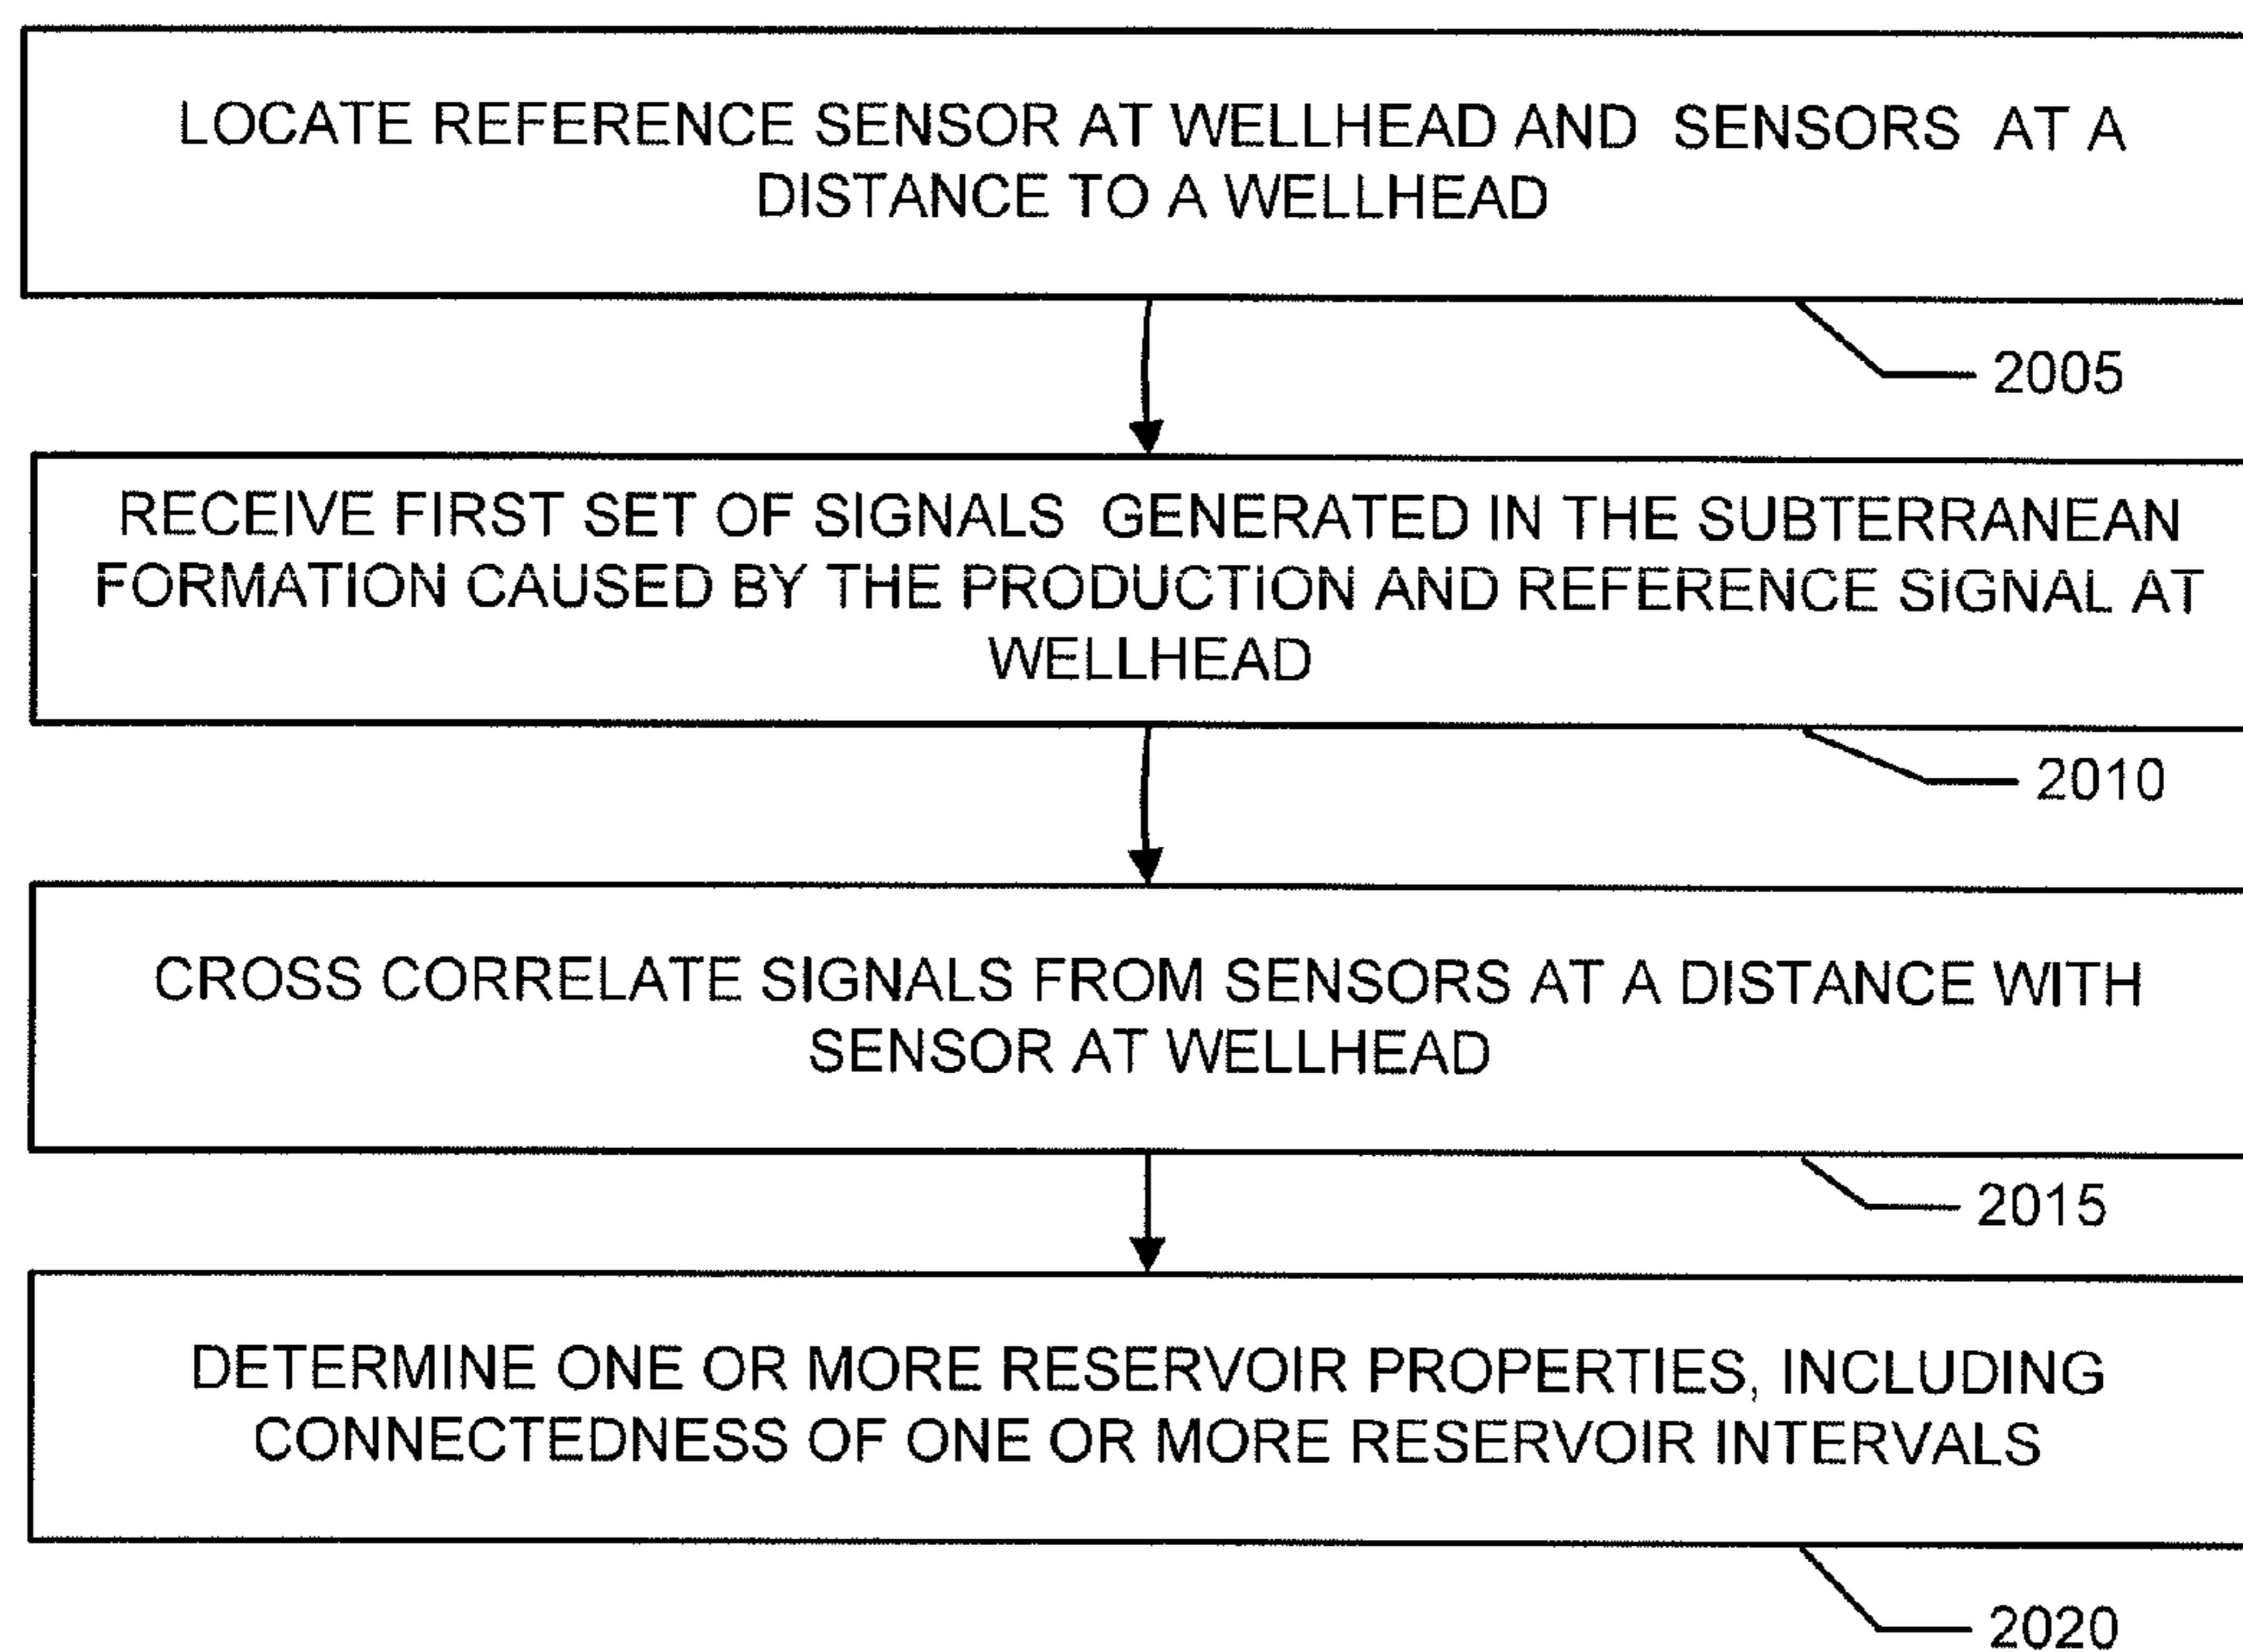 LOCATE REFERENCE SENSOR AT WELLHEAD AND SENSORS AT A
DISTANCE TO A WELLHEAD
2005
RECEIVE FIRST SET OF SIGNALS GENERATED IN THE SUBTERRANEAN
FORMATION CAUSED BY THE PRODUCTION AND REFERENCE SIGNAL AT
WELLHEAD
2010
CROSS CORRELATE SIGNALS FROM SENSORS AT A DISTANCE WITH
SENSOR AT WELLHEAD
2015
DETERMINE ONE OR MORE RESERVOIR PROPERTIES, INCLUDING
CONNECTEDNESS OF ONE OR MORE RESERVOIR INTERVALS
2020